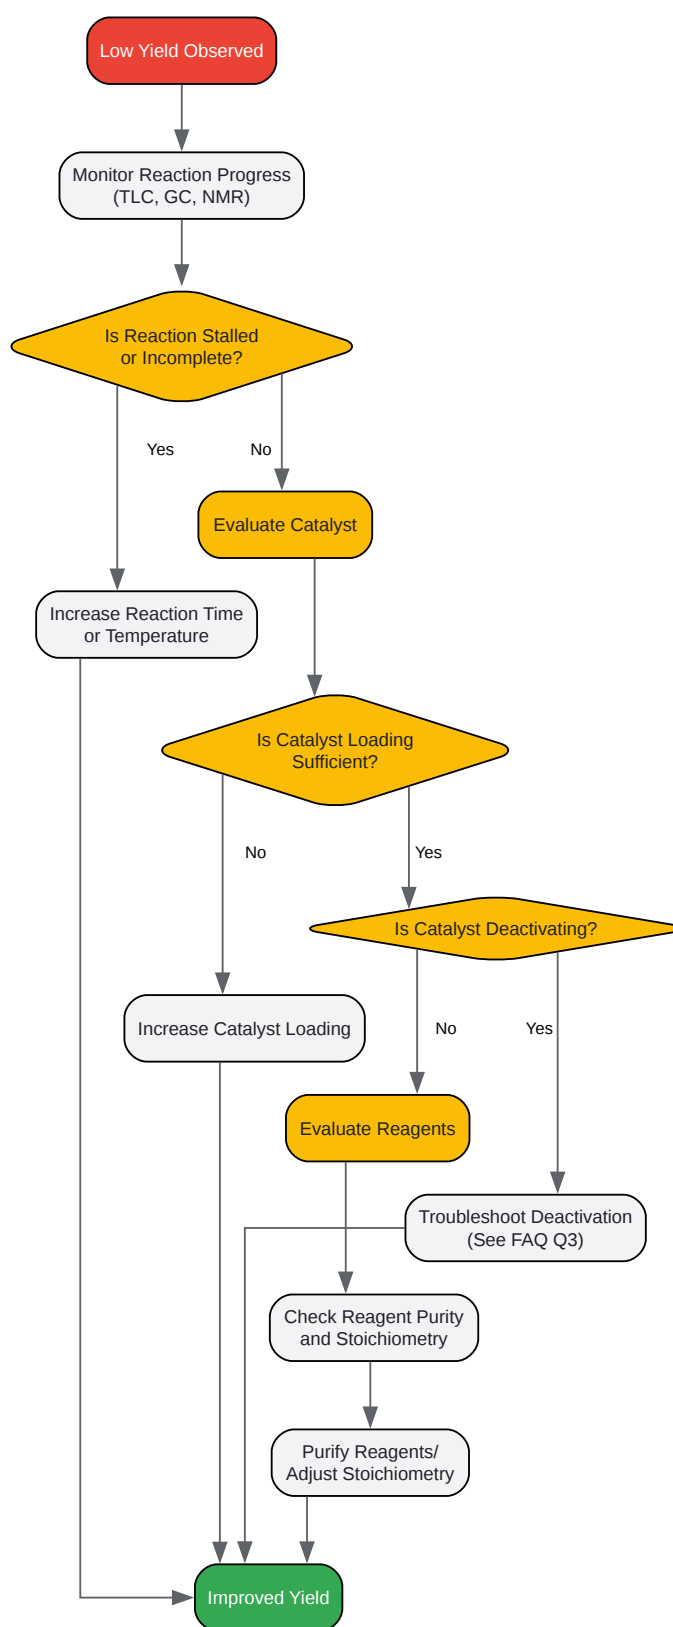 Low Yield Observed
Monitor Reaction Progress
(TLC, GC, NMR)
Is Reaction Stalled
or Incomplete?
Yes
No
Evaluate Catalyst
Increase Reaction Time
or Temperature
Is Catalyst Loading
Sufficient?
No
Yes
Is Catalyst Deactivating?
Increase Catalyst Loading
No
Yes
Evaluate Reagents
Troubleshoot Deactivation
(See FAQ Q3)
Check Reagent Purity
and Stoichiometry
Purify Reagents/
Adjust Stoichiometry
Improved Yield